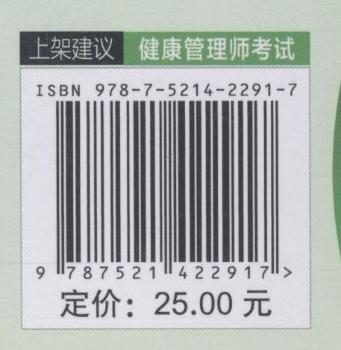 上架建议 健康管理师考试
ISBN 978-7-5214-2291-7
9 787521 422917 >
定价：25.00 元